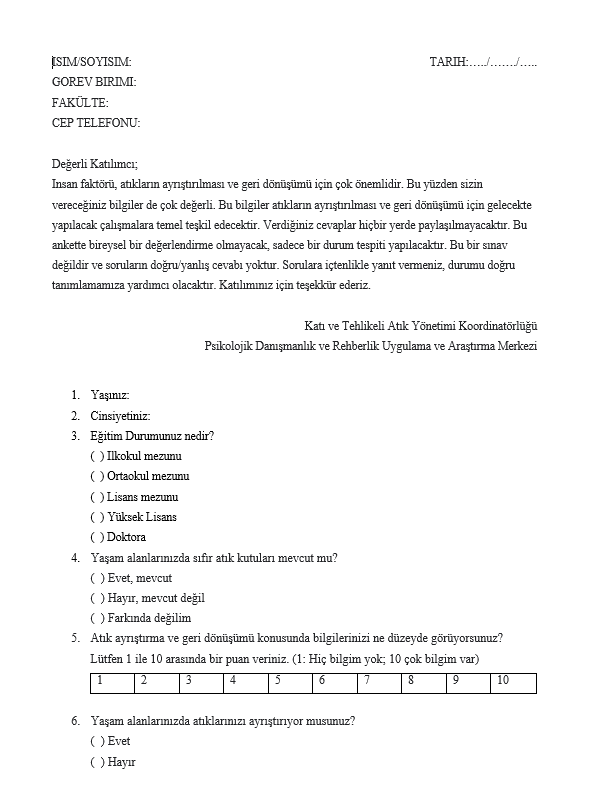 ISIM/SOYISIM: TARIH:…../……./…..
GOREV BIRIMI:
FAKÜLTE:
CEP TELEFONU:
Değerli Katılımcı;
Insan faktörü, atıkların ayrıştırılması ve geri dönüşümü için çok önemlidir. Bu yüzden sizin
vereceğiniz bilgiler de çok değerli. Bu bilgiler atıkların ayrıştırılması ve geri dönüşümü için gelecekte
yapılacak çalışmalara temel teşkil edecektir. Verdiğiniz cevaplar hiçbir yerde paylaşılmayacaktır. Bu
ankette bireysel bir değerlendirme olmayacak, sadece bir durum tespiti yapılacaktır. Bu bir sınav
değildir ve soruların doğru/yanlış cevabı yoktur. Sorulara içtenlikle yanıt vermeniz, durumu doğru
tanımlamamıza yardımcı olacaktır. Katılımınız için teşekkür ederiz.
Katı ve Tehlikeli Atık Yönetimi Koordinatörlüğü
Psikolojik Danışmanlık ve Rehberlik Uygulama ve Araştırma Merkezi
1. Yaşınız:
2. Cinsiyetiniz:
3. Eğitim Durumunuz nedir?
( ) Ilkokul mezunu
( ) Ortaokul mezunu
( ) Lisans mezunu
( ) Yüksek Lisans
( ) Doktora
4. Yaşam alanlarınızda sıfır atık kutuları mevcut mu?
( ) Evet, mevcut
( ) Hayır, mevcut değil
( ) Farkında değilim
5. Atık ayrıştırma ve geri dönüşümü konusunda bilgilerinizi ne düzeyde görüyorsunuz?
Lütfen 1 ile 10 arasında bir puan veriniz. (1: Hiç bilgim yok; 10 çok bilgim var)
1 2 3 4 5 6 7 8 9 10
6. Yaşam alanlarınızda atıklarınızı ayrıştırıyor musunuz?
( ) Evet
( ) Hayır